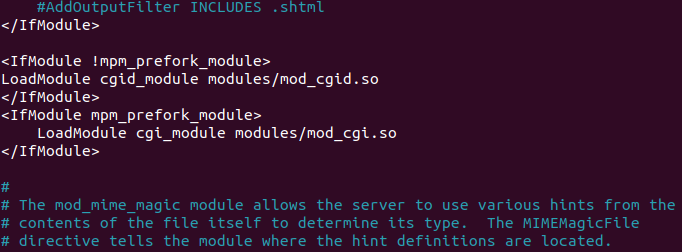 #AddOutputFilter INCLUDES .shtml
</IfModule>
<IfModule !mpm_prefork_module>
LoadModule cgid_module modules/mod_cgid.so
</IfModule>
<IfModule mpm_prefork_module>
LoadModule cgi_module modules/mod_cgi.so
</IfModule>
#
# The mod_mime_magic module allows the server to use various hints from the
# contents of the file itself to determine its type.  The MIMEMagicFile
# directive tells the module where the hint definitions are located.